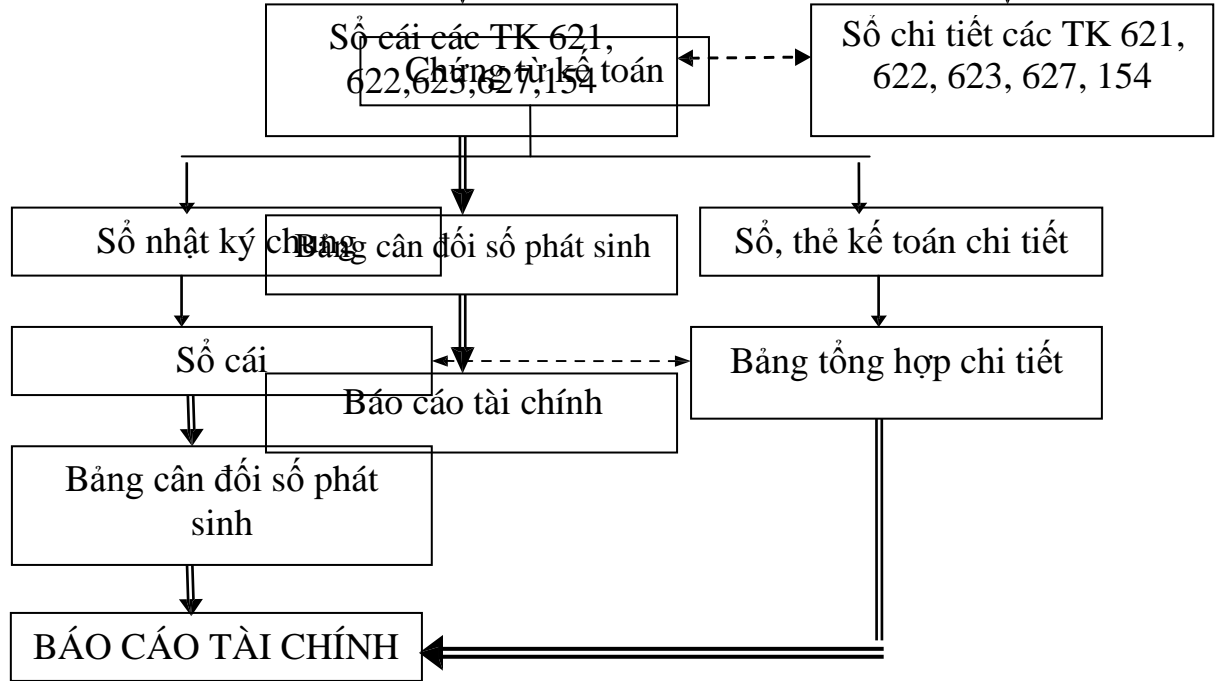 Sổ cái các TK 621,
622,623,627,154
Chứng từ kế toán
Sổ chi tiết các TK 621,
622, 623, 627, 154
Sổ nhật ký chung
Bảng cân đối số phát sinh
Sổ, thẻ kế toán chi tiết
Sổ cái
Bảng tổng hợp chi tiết
Báo cáo tài chính
Bảng cân đối số phát
sinh
BÁO CÁO TÀI CHÍNH